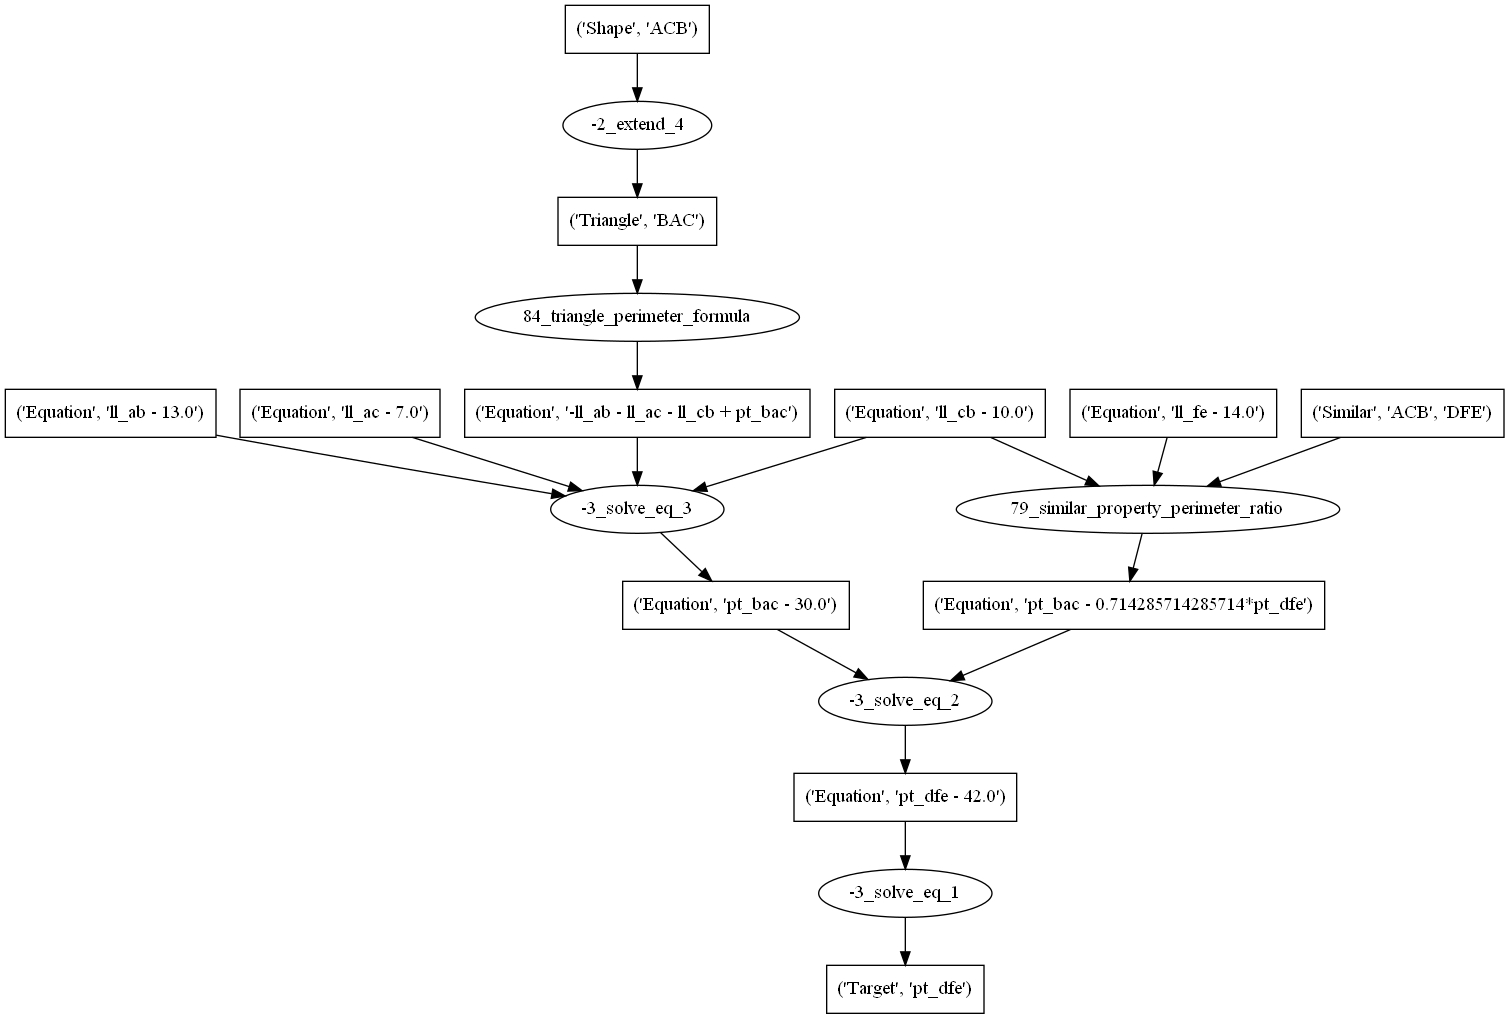 ('Shape', 'ACB')
-2_extend_4
('Triangle', 'BAC')
84_triangle_perimeter_formula
('Equation', 'll_ab - 13.0')
('Equation', 'll_ac - 7.0')
('Equation', '-ll_ab - ll_ac - ll_cb + pt_bac')
('Equation', 'll_cb - 10.0')
('Equation', 'll_fe - 14.0')
('Similar', 'ACB', 'DFE')
-3_solve_eq_3
79_similar_property_perimeter_ratio
('Equation', 'pt_bac - 30.0')
('Equation', 'pt_bac - 0.714285714285714*pt_dfe')
-3_solve_eq_2
('Equation', 'pt_dfe - 42.0')
-3_solve_eq_1
('Target', 'pt_dfe')